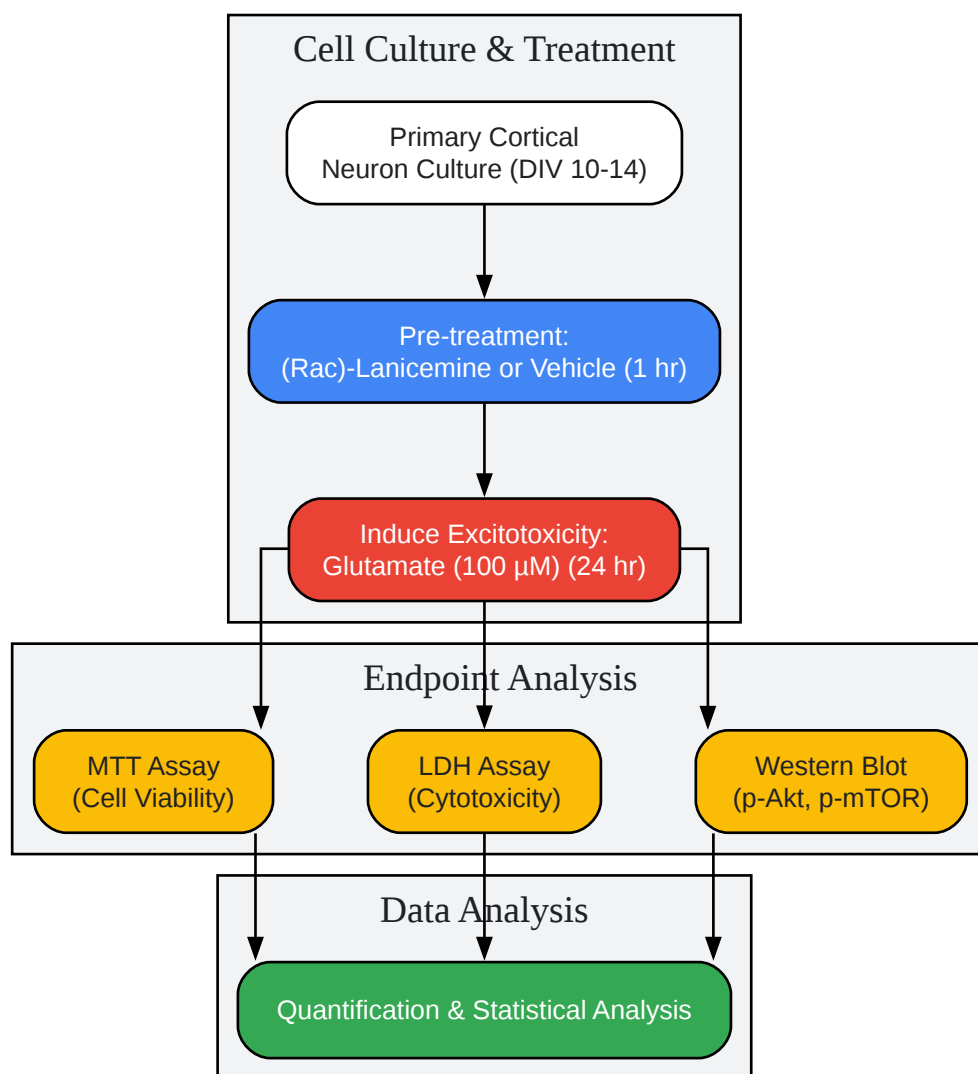 Cell Culture & Treatment
Primary Cortical
Neuron Culture (DIV 10-14)
Pre-treatment:
(Rac)-Lanicemine or Vehicle (1 hr)
Induce Excitotoxicity:
Glutamate (100 µM) (24 hr)
Endpoint Analysis
MTT Assay
(Cell Viability)
LDH Assay
(Cytotoxicity)
Western Blot
(p-Akt, p-mTOR)
Data Analysis
Quantification & Statistical Analysis